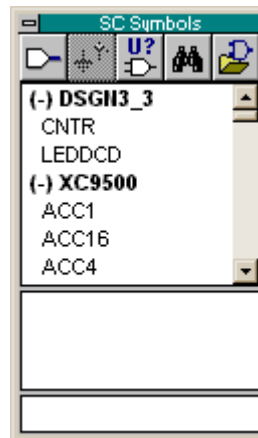 SC Symbols
U?
(-) DSGN3_3
CNTR
LEDDCD
(-) XC9500
ACC1
ACC16
ACC4